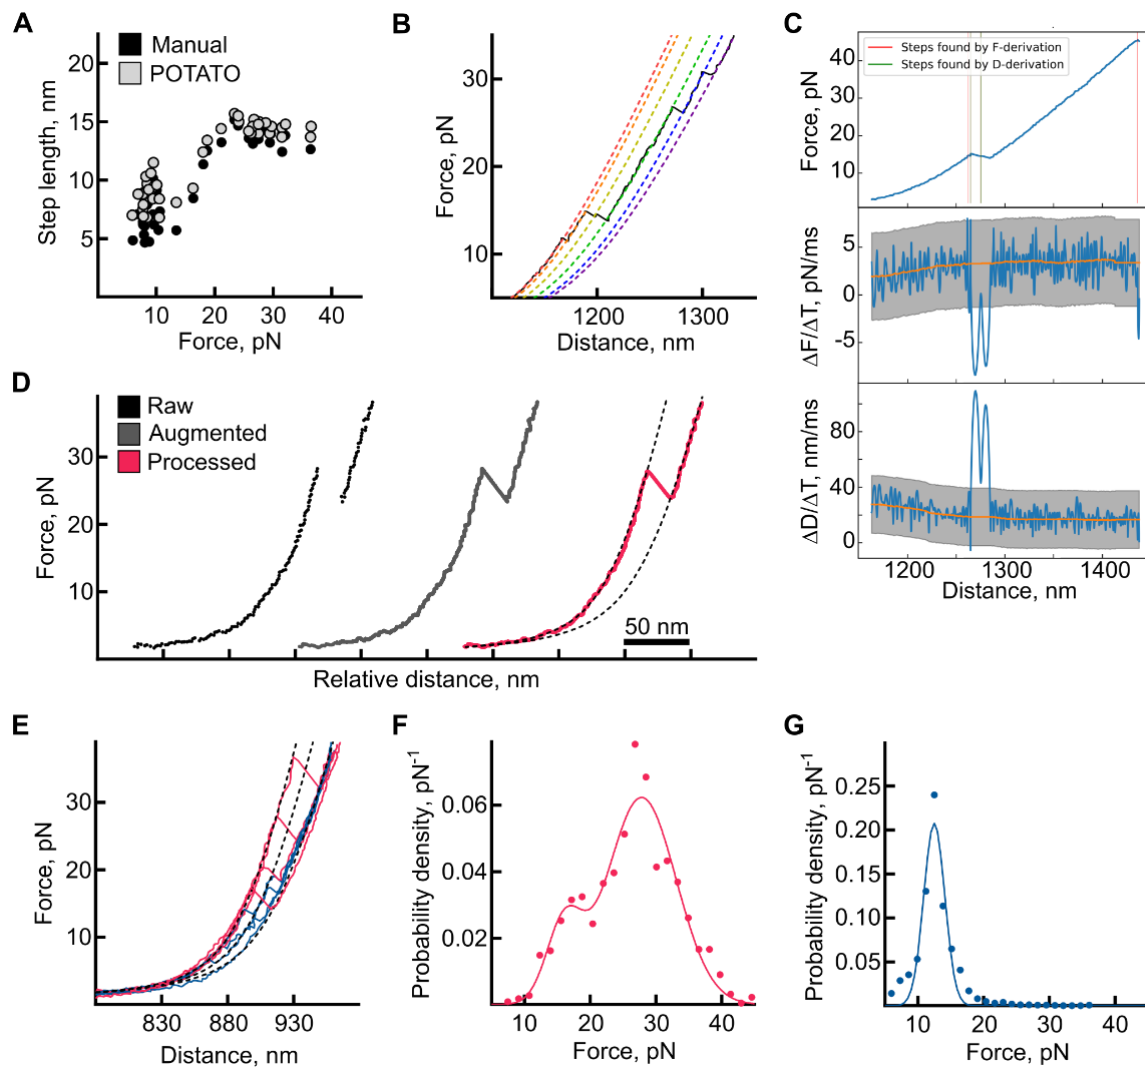 A
Manual
POTATO
Step length, nm
20
15
10
5
10 20 30 40
Force, pN
B
Force, pN
30
20
10
1200 1300
Distance, nm
C
Steps found by F-derivation
Steps found by D-derivation
Force, pN
40
30
20
10
ΔF/ΔT, pN/ms
5
0
-5
ΔD/ΔT, nm/ms
80
40
0
1200 1300 1400
Distance, nm
D
Raw
Augmented
Processed
Force, pN
30
20
10
50 nm
Relative distance, nm
E
Force, pN
30
20
10
830 880 930
Distance, nm
F
Probability density, pN⁻¹
0.06
0.04
0.02
10 20 30 40
Force, pN
G
Probability density, pN⁻¹
0.25
0.20
0.15
0.10
0.05
10 20 30 40
Force, pN